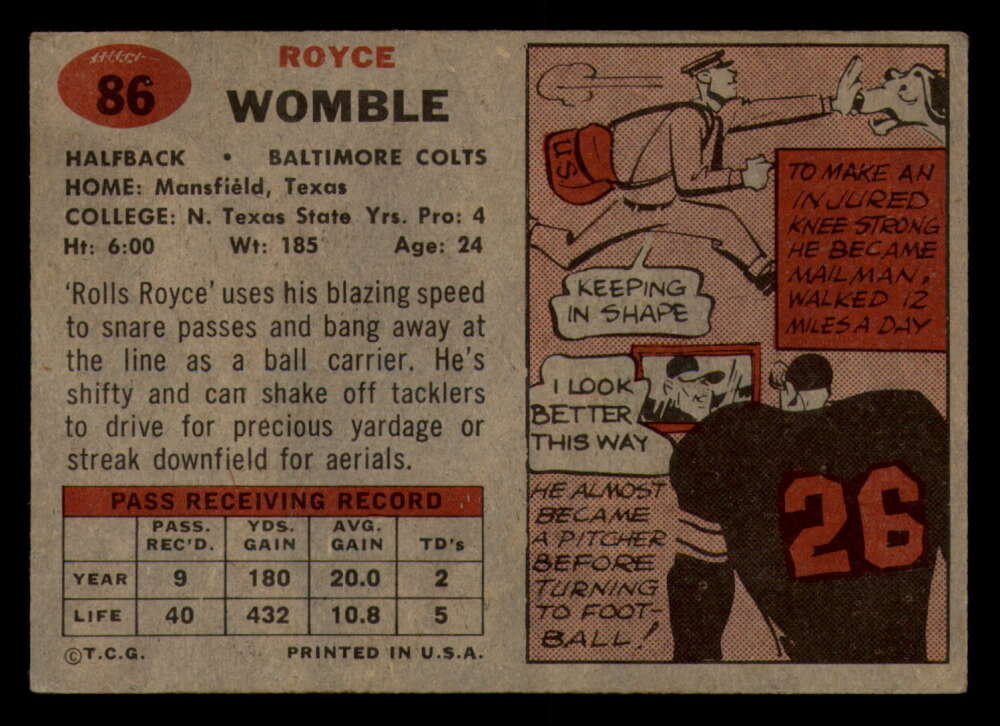 86
ROYCE
WOMBLE
HALFBACK • BALTIMORE COLTS
HOME: Mansfield, Texas
COLLEGE: N. Texas State Yrs. Pro: 4
Ht: 6:00 Wt: 185 Age: 24
'Rolls Royce' uses his blazing speed
to snare passes and bang away at
the line as a ball carrier. He's
shifty and can shake off tacklers
to drive for precious yardage or
streak downfield for aerials.
PASS RECEIVING RECORD
PASS. REC'D. YDS. GAIN AVG. GAIN TD's
YEAR 9 180 20.0 2
LIFE 40 432 10.8 5
© T.C.G. PRINTED IN U.S.A.
U.S.
TO MAKE AN
INJURED
KNEE STRONG
HE BECAME
MAILMAN,
WALKED 12
MILES A DAY
KEEPING
IN SHAPE
I LOOK
BETTER
THIS WAY
HE ALMOST
BECAME
A PITCHER
BEFORE
TURNING
TO FOOT-
BALL!
26